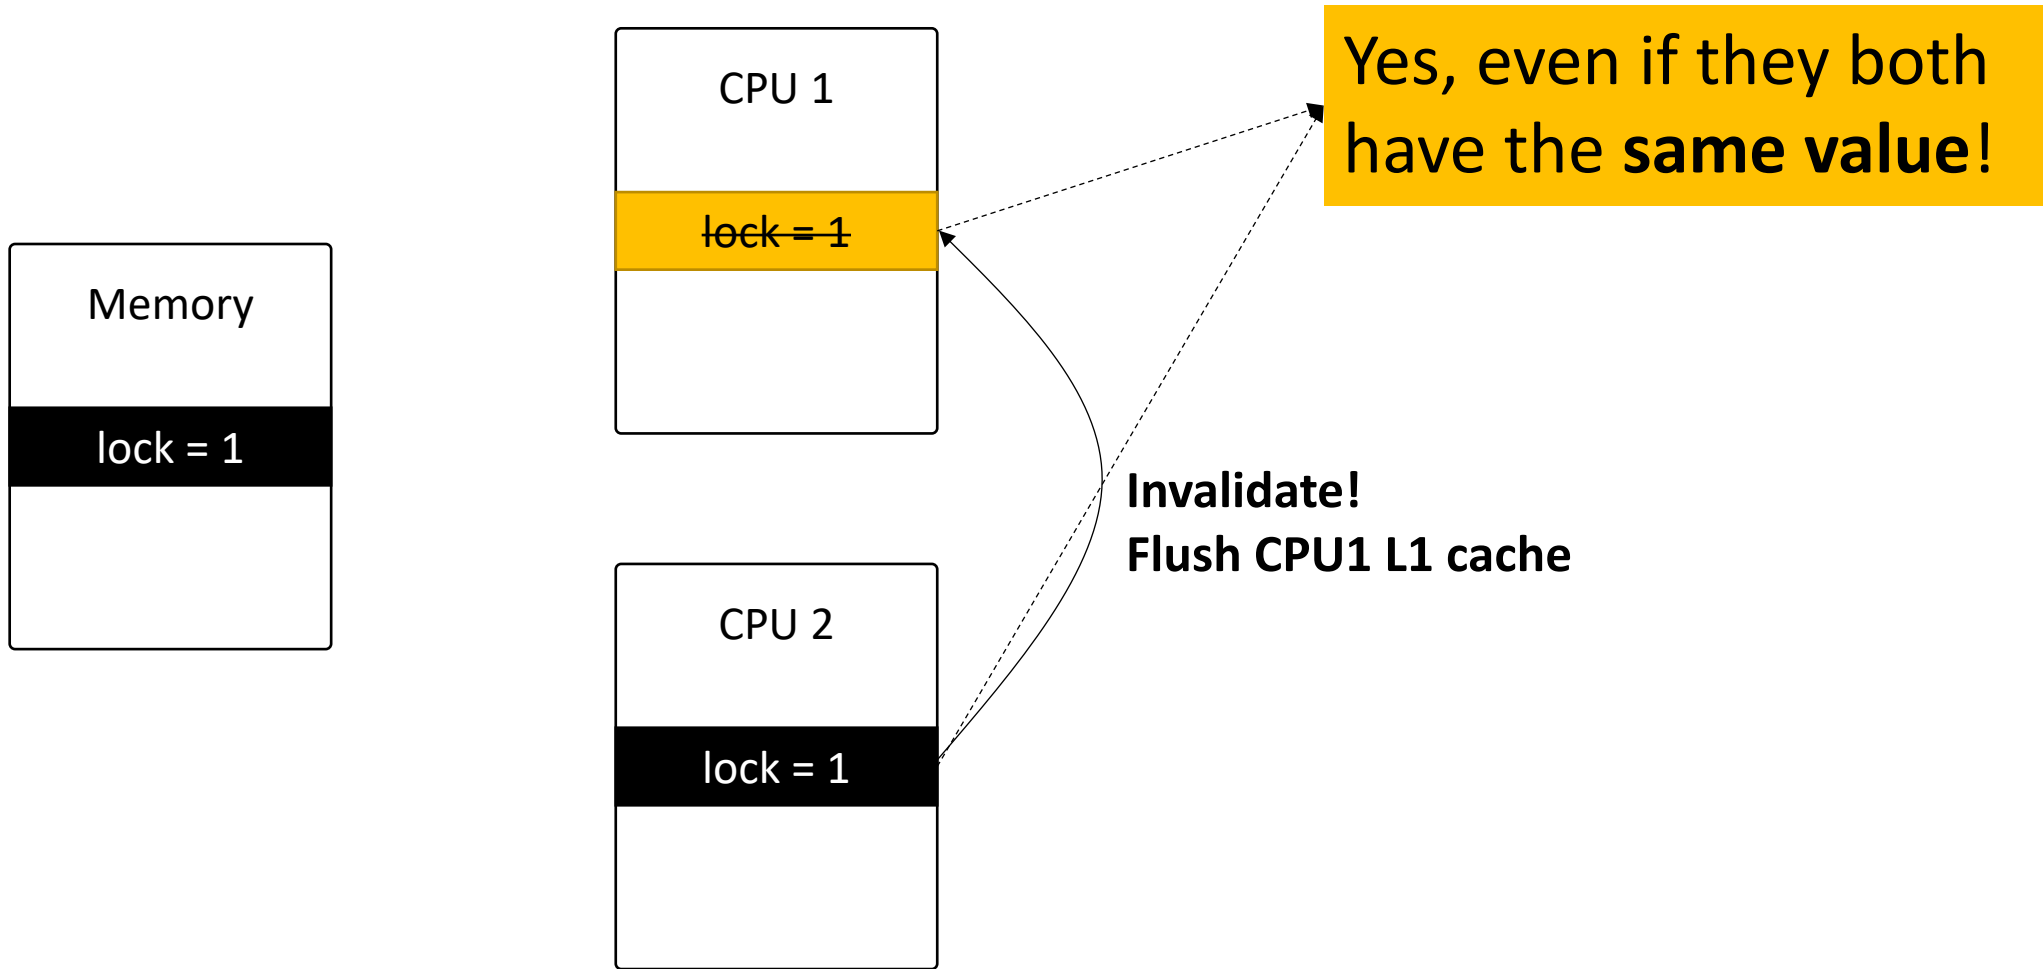 CPU 1
Yes, even if they both
have the same value!
lock = 1
Memory
lock = 1
Invalidate!
Flush CPU1 L1 cache
CPU 2
lock = 1